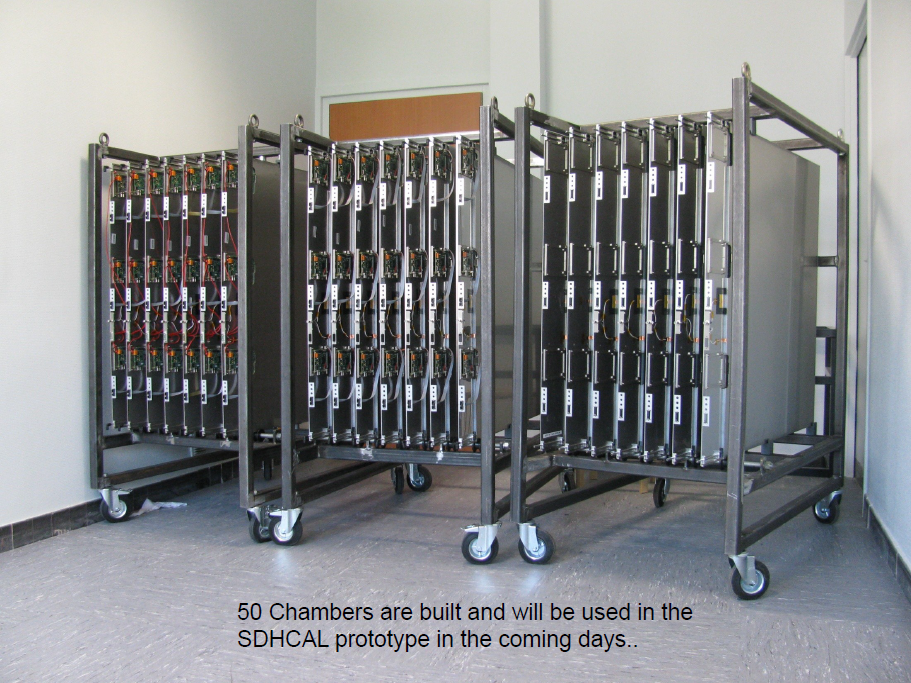 50 Chambers are built and will be used in the
SDHCAL prototype in the coming days..